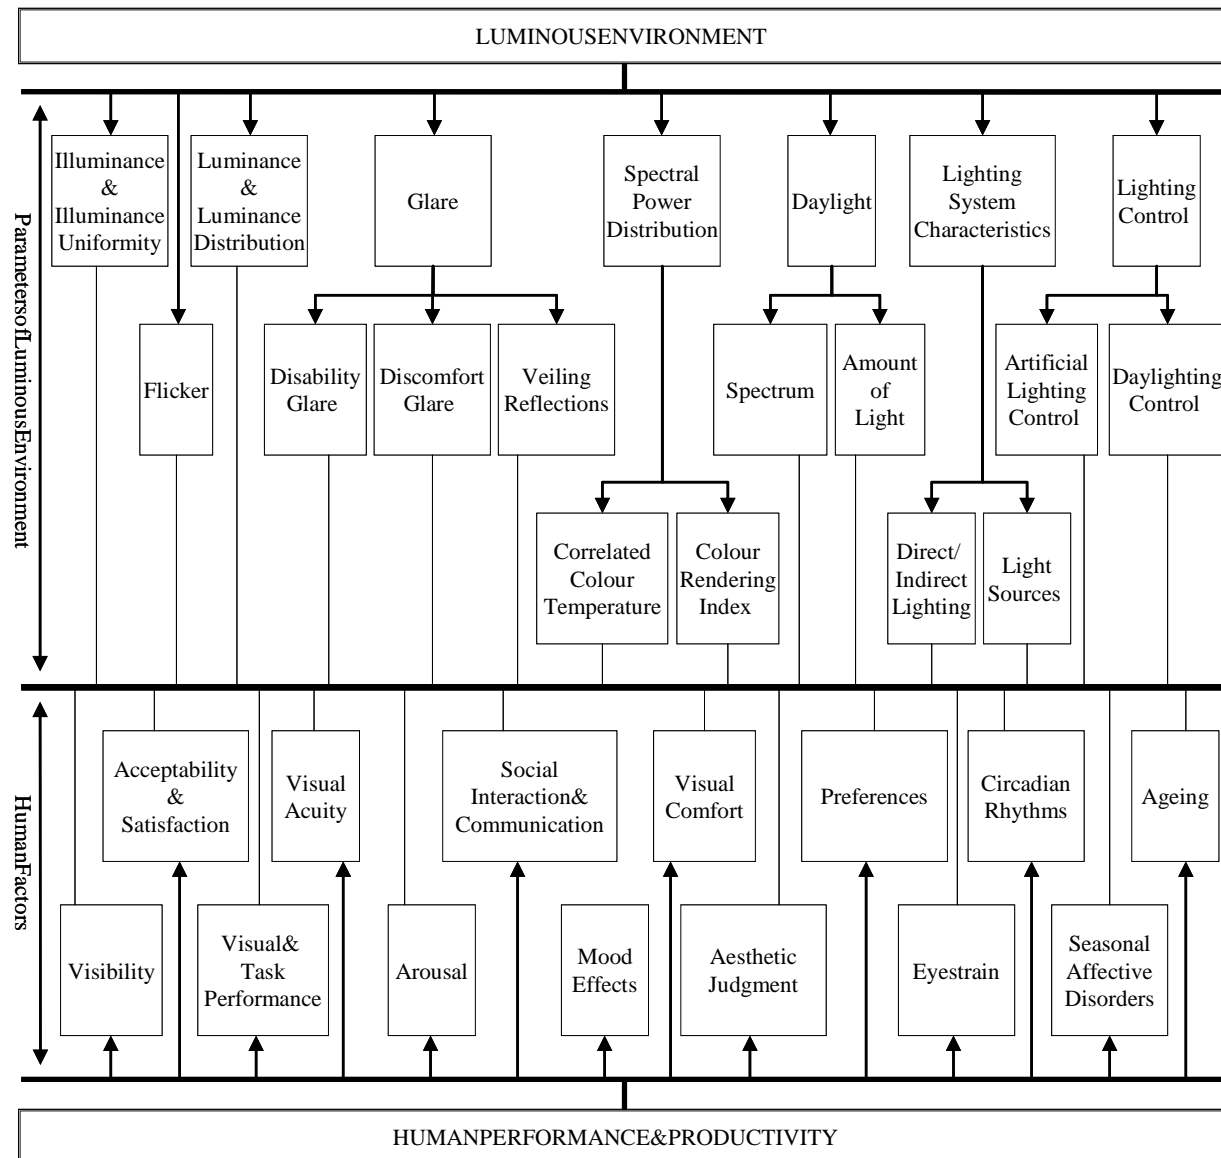 LUMINOUSENVIRONMENT
ParametersofLuminousEnvironment
Illuminance
&
Illuminance
Uniformity
Luminance
&
Luminance
Distribution
Glare
Spectral
Power
Distribution
Daylight
Lighting
System
Characteristics
Lighting
Control
Flicker
Disability
Glare
Discomfort
Glare
Veiling
Reflections
Spectrum
Amount
of
Light
Artificial
Lighting
Control
Daylighting
Control
Correlated
Colour
Temperature
Colour
Rendering
Index
Direct/
Indirect
Lighting
Light
Sources
HumanFactors
Acceptability
&
Satisfaction
Visual
Acuity
Social
Interaction&
Communication
Visual
Comfort
Preferences
Circadian
Rhythms
Ageing
Visibility
Visual&
Task
Performance
Arousal
Mood
Effects
Aesthetic
Judgment
Eyestrain
Seasonal
Affective
Disorders
HUMANPERFORMANCE&PRODUCTIVITY